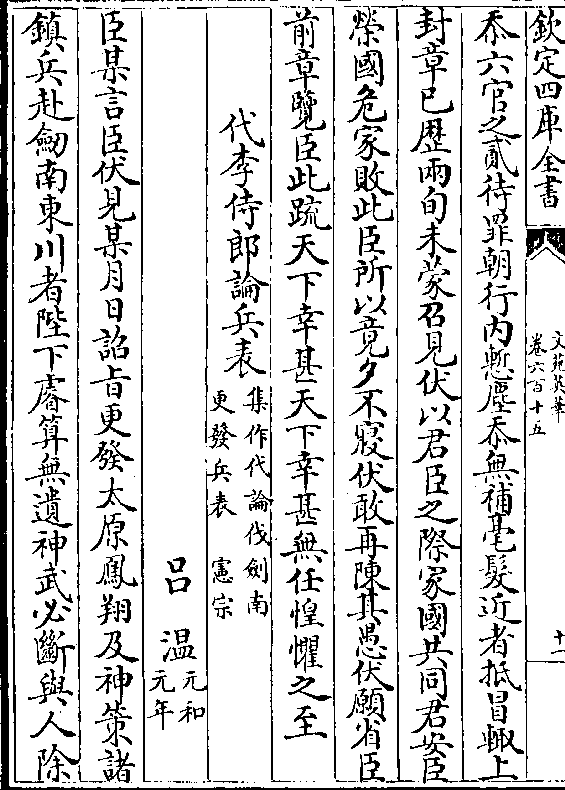 欽定四庫全書
文苑英華
卷六百十五
十一
忝六官之貳待罪朝行内慙塵忝無補毫髮近者抵冒輙上
封章已歴兩旬未蒙召見伏以君臣之際家國共同君安臣
榮國危家敗此臣所以竟夕不寢伏敢再陳其愚伏願省臣
前章覽臣此疏天下幸甚天下幸甚無任惶懼之至
代李侍郎論兵表
集作代論伐劍南
更發兵表 憲宗
吕温
元和
元年
臣某言臣伏見某月日詔旨更發太原鳳翔及神策諸
鎮兵赴劒南東川者陛下睿算無遺神武必斷與人除